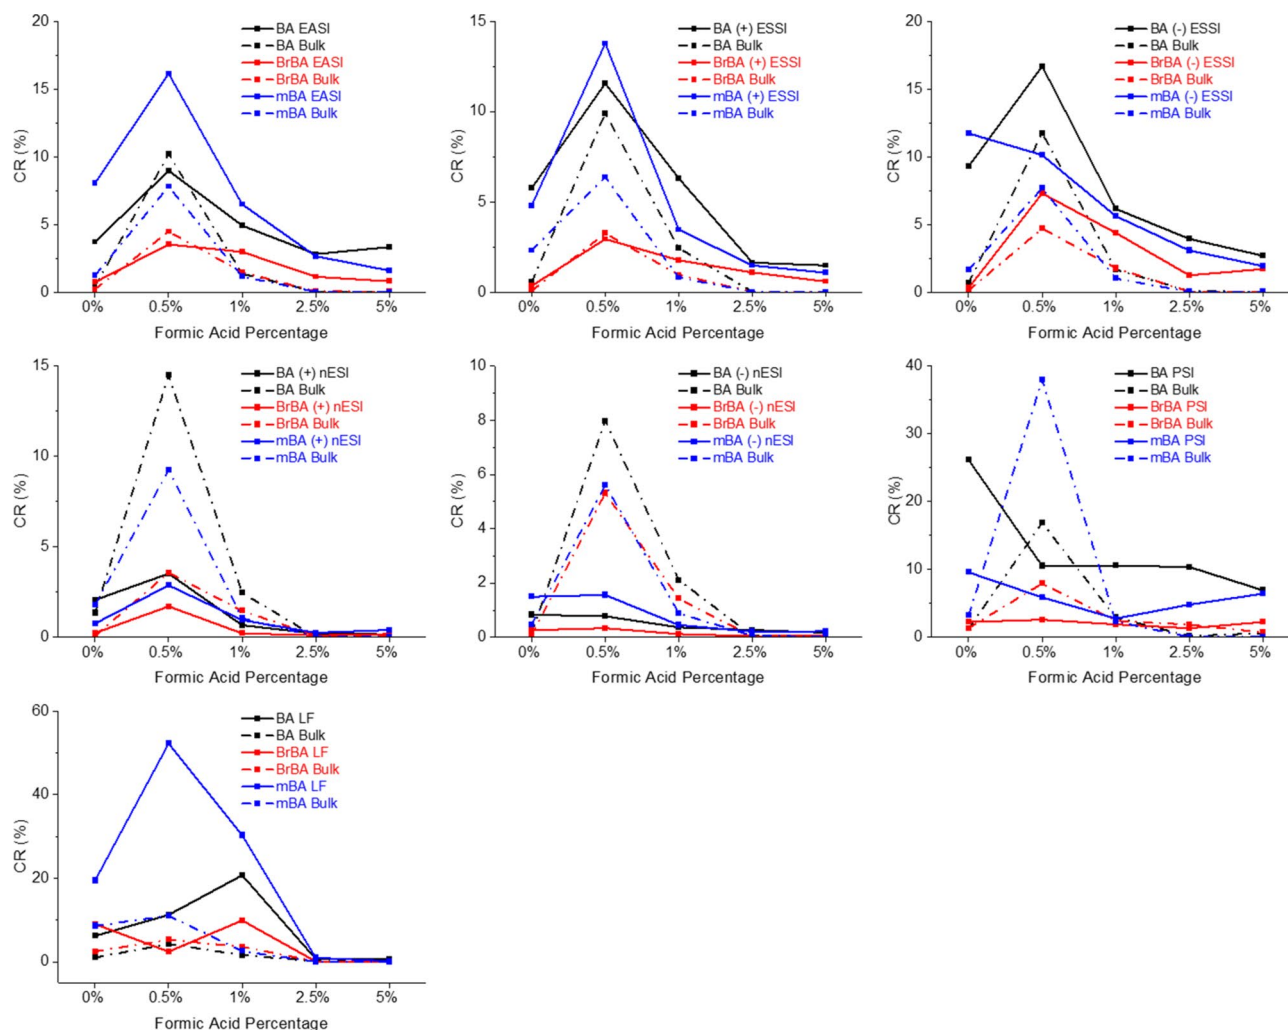 20
15
10
5
0
CR (%)
0%
0.5%
1%
2.5%
5%
Formic Acid Percentage
BA EASI
BA Bulk
BrBA EASI
BrBA Bulk
mBA EASI
mBA Bulk
15
10
5
0
CR (%)
0%
0.5%
1%
2.5%
5%
Formic Acid Percentage
BA (+) ESSI
BA Bulk
BrBA (+) ESSI
BrBA Bulk
mBA (+) ESSI
mBA Bulk
20
15
10
5
0
CR (%)
0%
0.5%
1%
2.5%
5%
Formic Acid Percentage
BA (-) ESSI
BA Bulk
BrBA (-) ESSI
BrBA Bulk
mBA (-) ESSI
mBA Bulk
15
10
5
0
CR (%)
0%
0.5%
1%
2.5%
5%
Formic Acid Percentage
BA (+) nESI
BA Bulk
BrBA (+) nESI
BrBA Bulk
mBA (+) nESI
mBA Bulk
10
8
6
4
2
0
CR (%)
0%
0.5%
1%
2.5%
5%
Formic Acid Percentage
BA (-) nESI
BA Bulk
BrBA (-) nESI
BrBA Bulk
mBA (-) nESI
mBA Bulk
40
30
20
10
0
CR (%)
0%
0.5%
1%
2.5%
5%
Formic Acid Percentage
BA PSI
BA Bulk
BrBA PSI
BrBA Bulk
mBA PSI
mBA Bulk
60
40
20
0
CR (%)
0%
0.5%
1%
2.5%
5%
Formic Acid Percentage
BA LF
BA Bulk
BrBA LF
BrBA Bulk
mBA LF
mBA Bulk